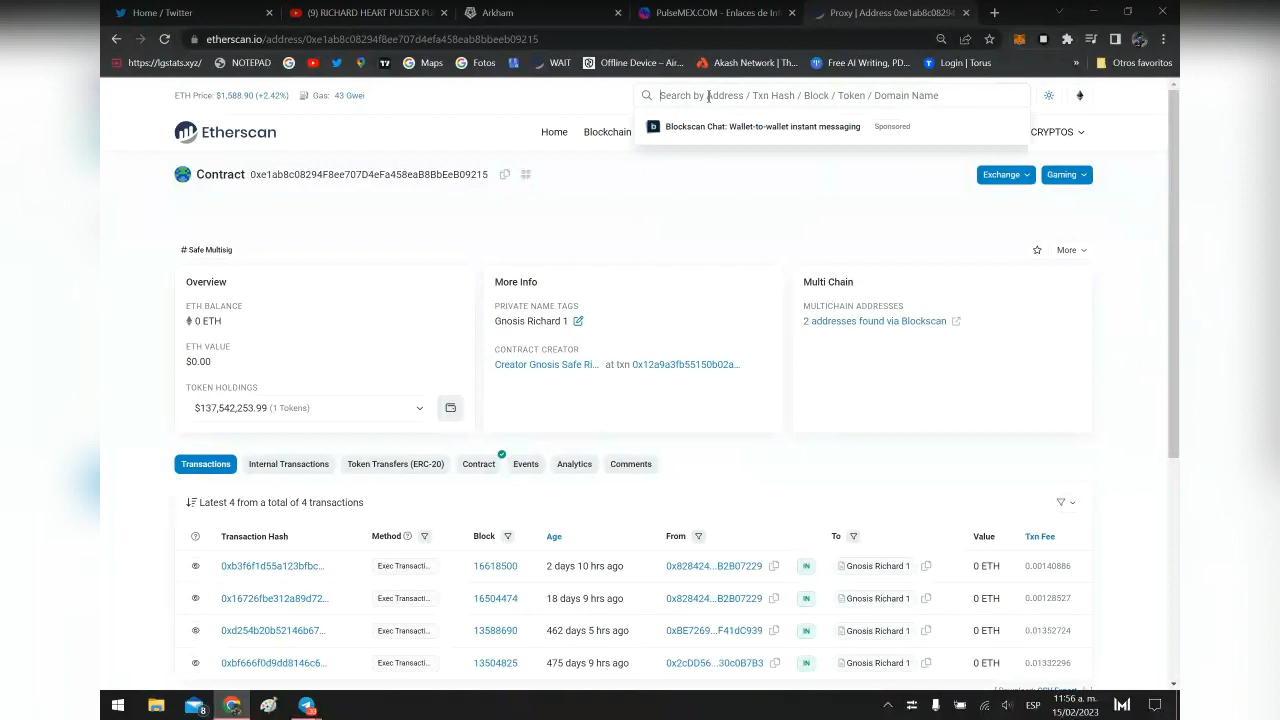 Home / Twitter
(9) RICHARD HEART PULSEX PU
Arkham
PulseMEX.COM - Enlaces de Inf
Proxy | Address 0xe1ab8c08294
etherscan.io/address/0xe1ab8c08294f8ee707d4efa458eab8bbeeb09215
https://lgstats.xyz/
NOTEPAD
Maps
Fotos
WAIT
Offline Device – Air...
Akash Network | Th...
Free AI Writing, PD...
Login | Torus
Otros favoritos
ETH Price: $1,588.90 (+2.42%)
Gas: 43 Gwei
Search by Address / Txn Hash / Block / Token / Domain Name
Blockscan Chat: Wallet-to-wallet instant messaging
Sponsored
Etherscan
Home
Blockchain
CRYPTOS
Contract 0xe1ab8c08294F8ee707D4eFa458eaB8BbEeB09215
Exchange
Gaming
# Safe Multisig
More
Overview
ETH BALANCE
0 ETH
ETH VALUE
$0.00
TOKEN HOLDINGS
$137,542,253.99 (1 Tokens)
More Info
PRIVATE NAME TAGS
Gnosis Richard 1
CONTRACT CREATOR
Creator Gnosis Safe Ri... at txn 0x12a9a3fb55150b02a...
Multi Chain
MULTICHAIN ADDRESSES
2 addresses found via Blockscan
Transactions
Internal Transactions
Token Transfers (ERC-20)
Contract
Events
Analytics
Comments
Latest 4 from a total of 4 transactions
Transaction Hash Method Block Age From To Value Txn Fee
0xb3f6f1d55a123bfbc... Exec Transacti... 16618500 2 days 10 hrs ago 0x828424...B2B07229 IN Gnosis Richard 1 0 ETH 0.00140886
0x16726fbe312a89d72... Exec Transacti... 16504474 18 days 9 hrs ago 0x828424...B2B07229 IN Gnosis Richard 1 0 ETH 0.00128527
0xd254b20b52146b67... Exec Transacti... 13588690 462 days 5 hrs ago 0xBE7269...F41dC939 IN Gnosis Richard 1 0 ETH 0.01352724
0xbf666f0d9dd8146c6... Exec Transacti... 13504825 475 days 9 hrs ago 0x2cDD56...30c0B7B3 IN Gnosis Richard 1 0 ETH 0.01332296
[ Download: CSV Export
8
ESP
11:56 a. m.
15/02/2023